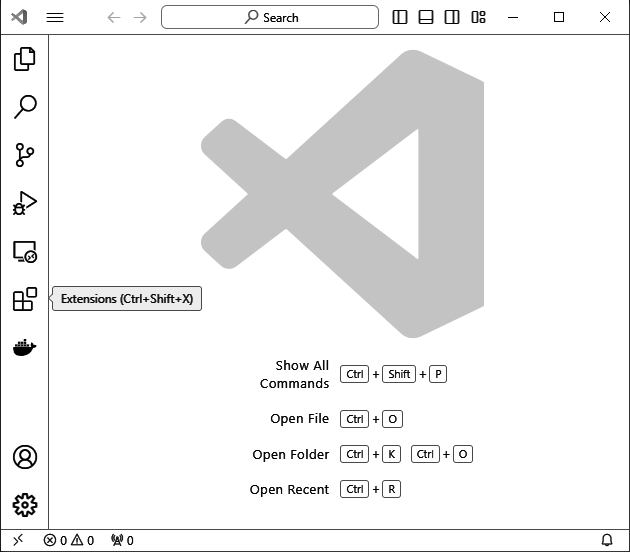 Search
Extensions (Ctrl+Shift+X)
Show All
Commands
Ctrl + Shift + P
Open File Ctrl + O
Open Folder Ctrl + K Ctrl + O
Open Recent Ctrl + R
0 0 0